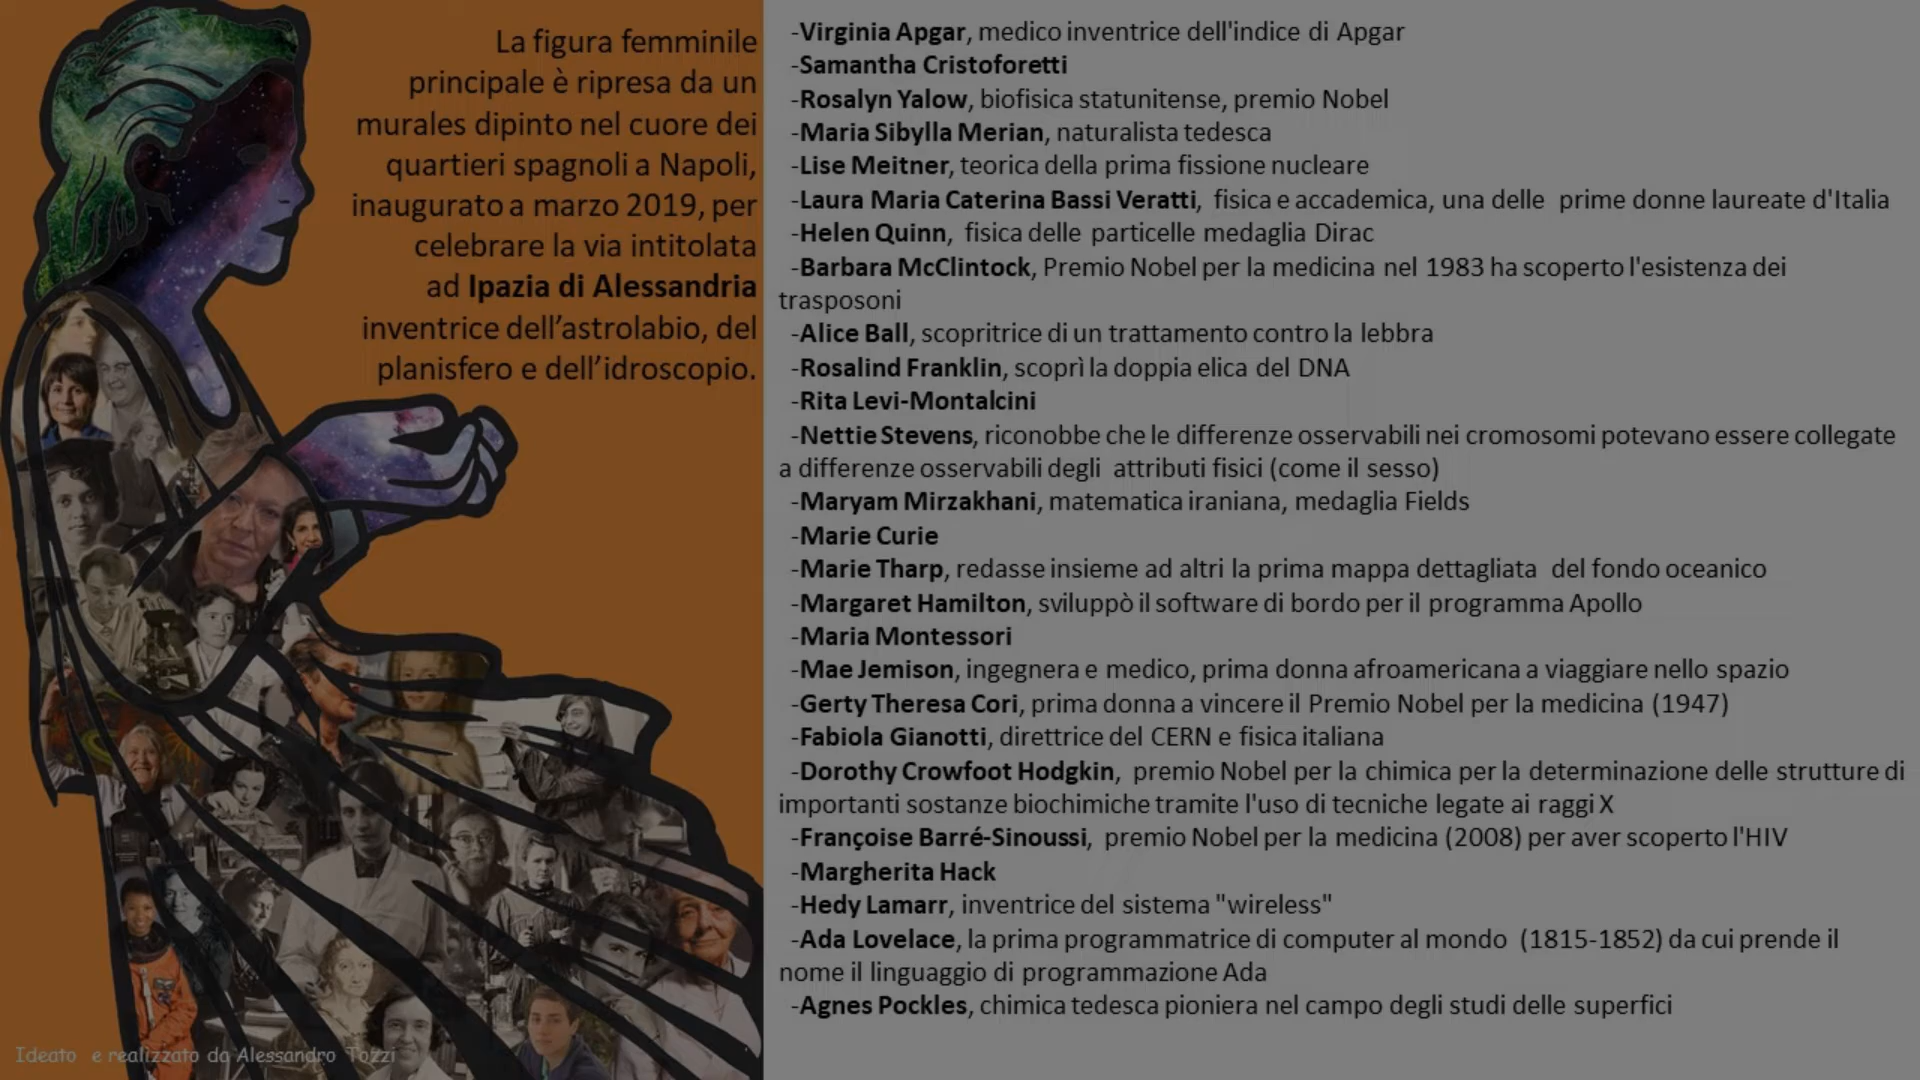 La figura femminile
principale è ripresa da un
murales dipinto nel cuore dei
quartieri spagnoli a Napoli,
inaugurato a marzo 2019, per
celebrare la via intitolata
ad Ipazia di Alessandria
inventrice dell’astrolabio, del
planisfero e dell’idroscopio.
-Virginia Apgar, medico inventrice dell'indice di Apgar
-Samantha Cristoforetti
-Rosalyn Yalow, biofisica statunitense, premio Nobel
-Maria Sibylla Merian, naturalista tedesca
-Lise Meitner, teorica della prima fissione nucleare
-Laura Maria Caterina Bassi Veratti, fisica e accademica, una delle prime donne laureate d'Italia
-Helen Quinn, fisica delle particelle medaglia Dirac
-Barbara McClintock, Premio Nobel per la medicina nel 1983 ha scoperto l'esistenza dei
trasposoni
-Alice Ball, scopritrice di un trattamento contro la lebbra
-Rosalind Franklin, scoprì la doppia elica del DNA
-Rita Levi-Montalcini
-Nettie Stevens, riconobbe che le differenze osservabili nei cromosomi potevano essere collegate
a differenze osservabili degli attributi fisici (come il sesso)
-Maryam Mirzakhani, matematica iraniana, medaglia Fields
-Marie Curie
-Marie Tharp, redasse insieme ad altri la prima mappa dettagliata del fondo oceanico
-Margaret Hamilton, sviluppò il software di bordo per il programma Apollo
-Maria Montessori
-Mae Jemison, ingegnera e medico, prima donna afroamericana a viaggiare nello spazio
-Gerty Theresa Cori, prima donna a vincere il Premio Nobel per la medicina (1947)
-Fabiola Gianotti, direttrice del CERN e fisica italiana
-Dorothy Crowfoot Hodgkin, premio Nobel per la chimica per la determinazione delle strutture di
importanti sostanze biochimiche tramite l'uso di tecniche legate ai raggi X
-Françoise Barré-Sinoussi, premio Nobel per la medicina (2008) per aver scoperto l'HIV
-Margherita Hack
-Hedy Lamarr, inventrice del sistema "wireless"
-Ada Lovelace, la prima programmatrice di computer al mondo (1815-1852) da cui prende il
nome il linguaggio di programmazione Ada
-Agnes Pockles, chimica tedesca pioniera nel campo degli studi delle superfici
Ideato e realizzato da Alessandro Tozzi